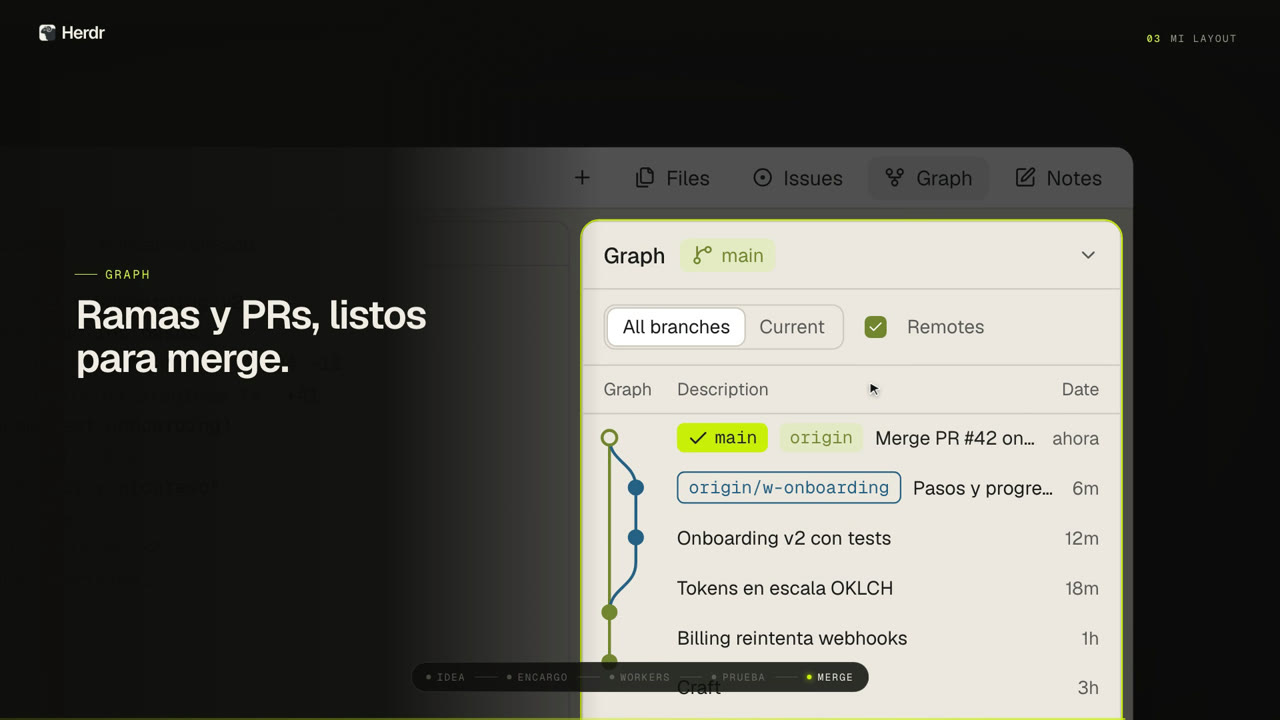 Herdr
03 MI LAYOUT
+ Files Issues Graph Notes
GRAPH
Ramas y PRs, listos
para merge.
Graph main
All branches Current Remotes
Graph Description Date
main origin Merge PR #42 on... ahora
origin/w-onboarding Pasos y progre... 6m
Onboarding v2 con tests 12m
Tokens en escala OKLCH 18m
Billing reintenta webhooks 1h
Craft 3h
IDEA ENCARGO WORKERS PRUEBA MERGE